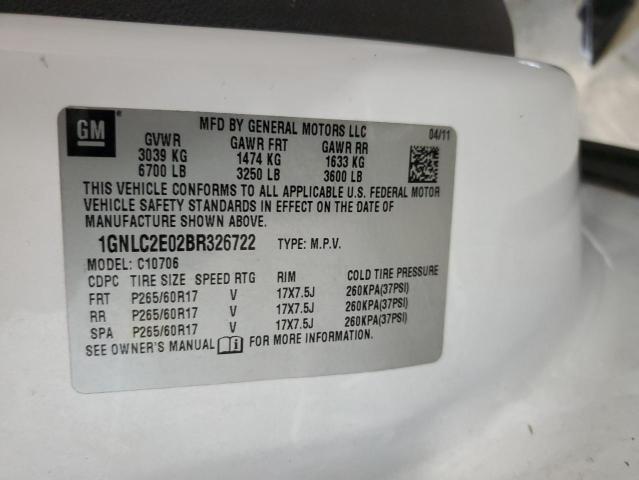 GM
MFD BY GENERAL MOTORS LLC 04/11
GVWR GAWR FRT GAWR RR
3039 KG 1474 KG 1633 KG
6700 LB 3250 LB 3600 LB
THIS VEHICLE CONFORMS TO ALL APPLICABLE U.S. FEDERAL MOTOR
VEHICLE SAFETY STANDARDS IN EFFECT ON THE DATE OF
MANUFACTURE SHOWN ABOVE.
1GNLC2E02BR326722 TYPE: M.P.V.
MODEL: C10706
CDPC TIRE SIZE SPEED RTG RIM COLD TIRE PRESSURE
FRT P265/60R17 V 17X7.5J 260KPA(37PSI)
RR P265/60R17 V 17X7.5J 260KPA(37PSI)
SPA P265/60R17 V 17X7.5J 260KPA(37PSI)
SEE OWNER'S MANUAL i FOR MORE INFORMATION.